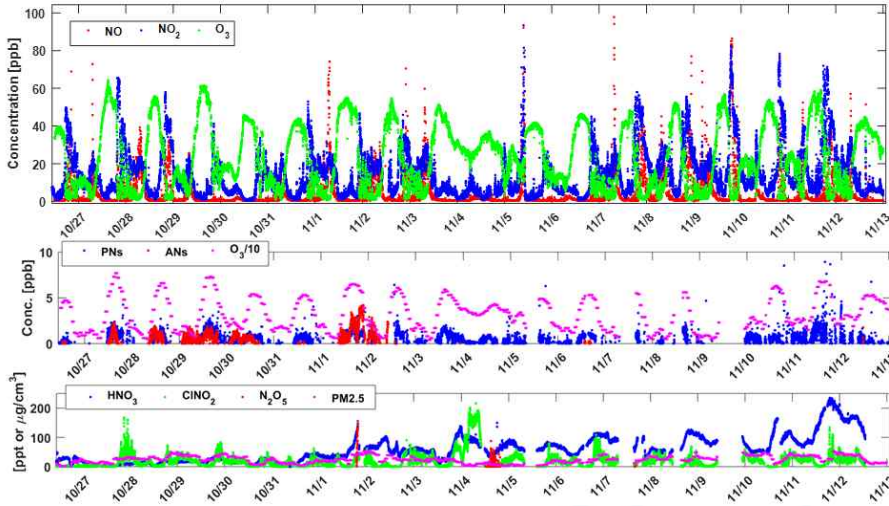 100
80
60
40
20
0
Concentration [ppb]
NO NO2 O3
10/27 10/28 10/29 10/30 10/31 11/1 11/2 11/3 11/4 11/5 11/6 11/7 11/8 11/9 11/10 11/11 11/12 11/13
10
5
0
Conc. [ppb]
PNs ANs O3/10
10/27 10/28 10/29 10/30 10/31 11/1 11/2 11/3 11/4 11/5 11/6 11/7 11/8 11/9 11/10 11/11 11/12
200
100
0
[ppt or μg/cm3]
HNO3 ClNO2 N2O5 PM2.5
10/27 10/28 10/29 10/30 10/31 11/1 11/2 11/3 11/4 11/5 11/6 11/7 11/8 11/9 11/10 11/11 11/12